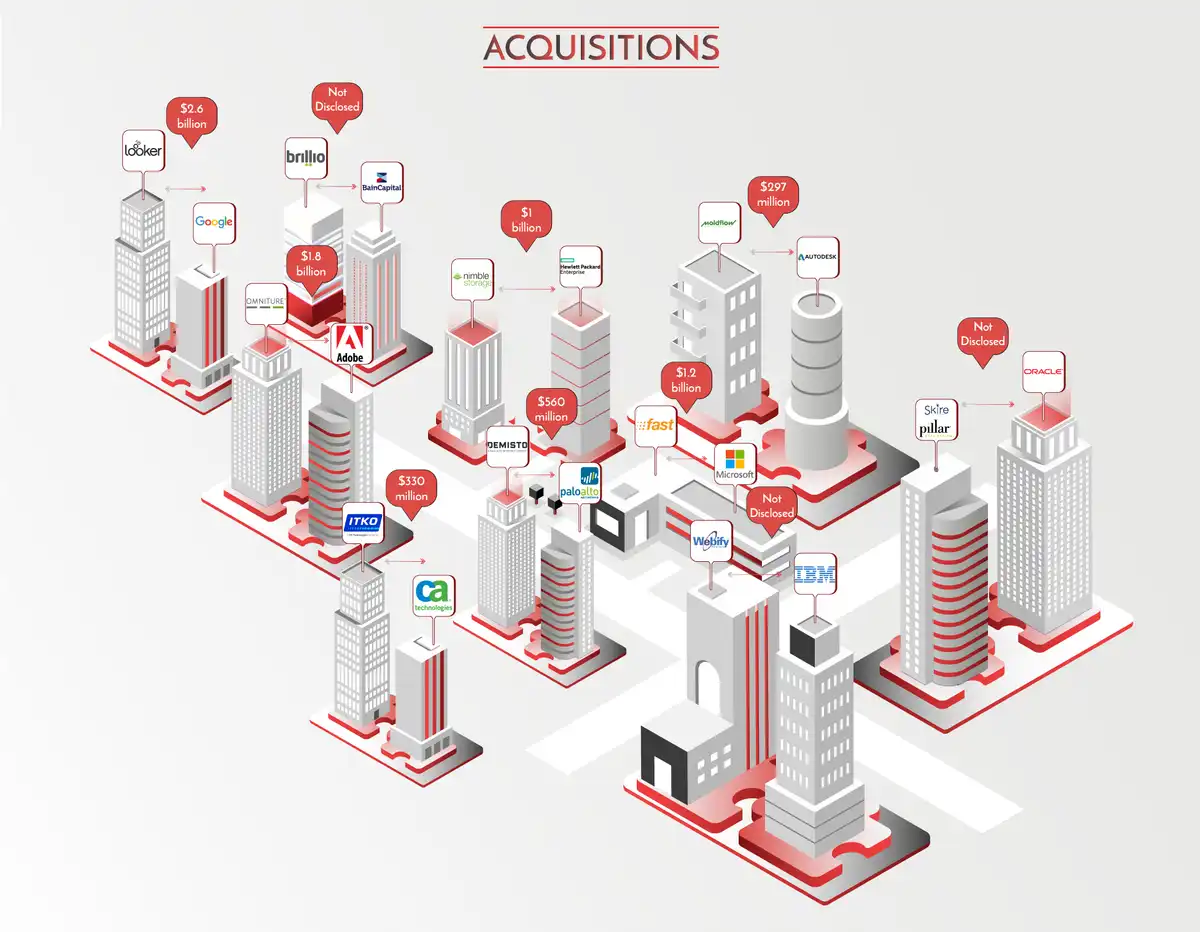 ACQUISITIONS
$2.6
billion
looker
Google
Not
Disclosed
brillio
BainCapital
$1.8
billion
OMNITURE
Adobe
$1
billion
nimble
storage
Hewlett Packard
Enterprise
$297
million
moldflow
AUTODESK
Not
Disclosed
Skire
pillar
ORACLE
$1.2
billion
fast
Microsoft
$560
million
DEMISTO
paloalto
$330
million
ITKO
ca
technologies
Not
Disclosed
Webify
IBM